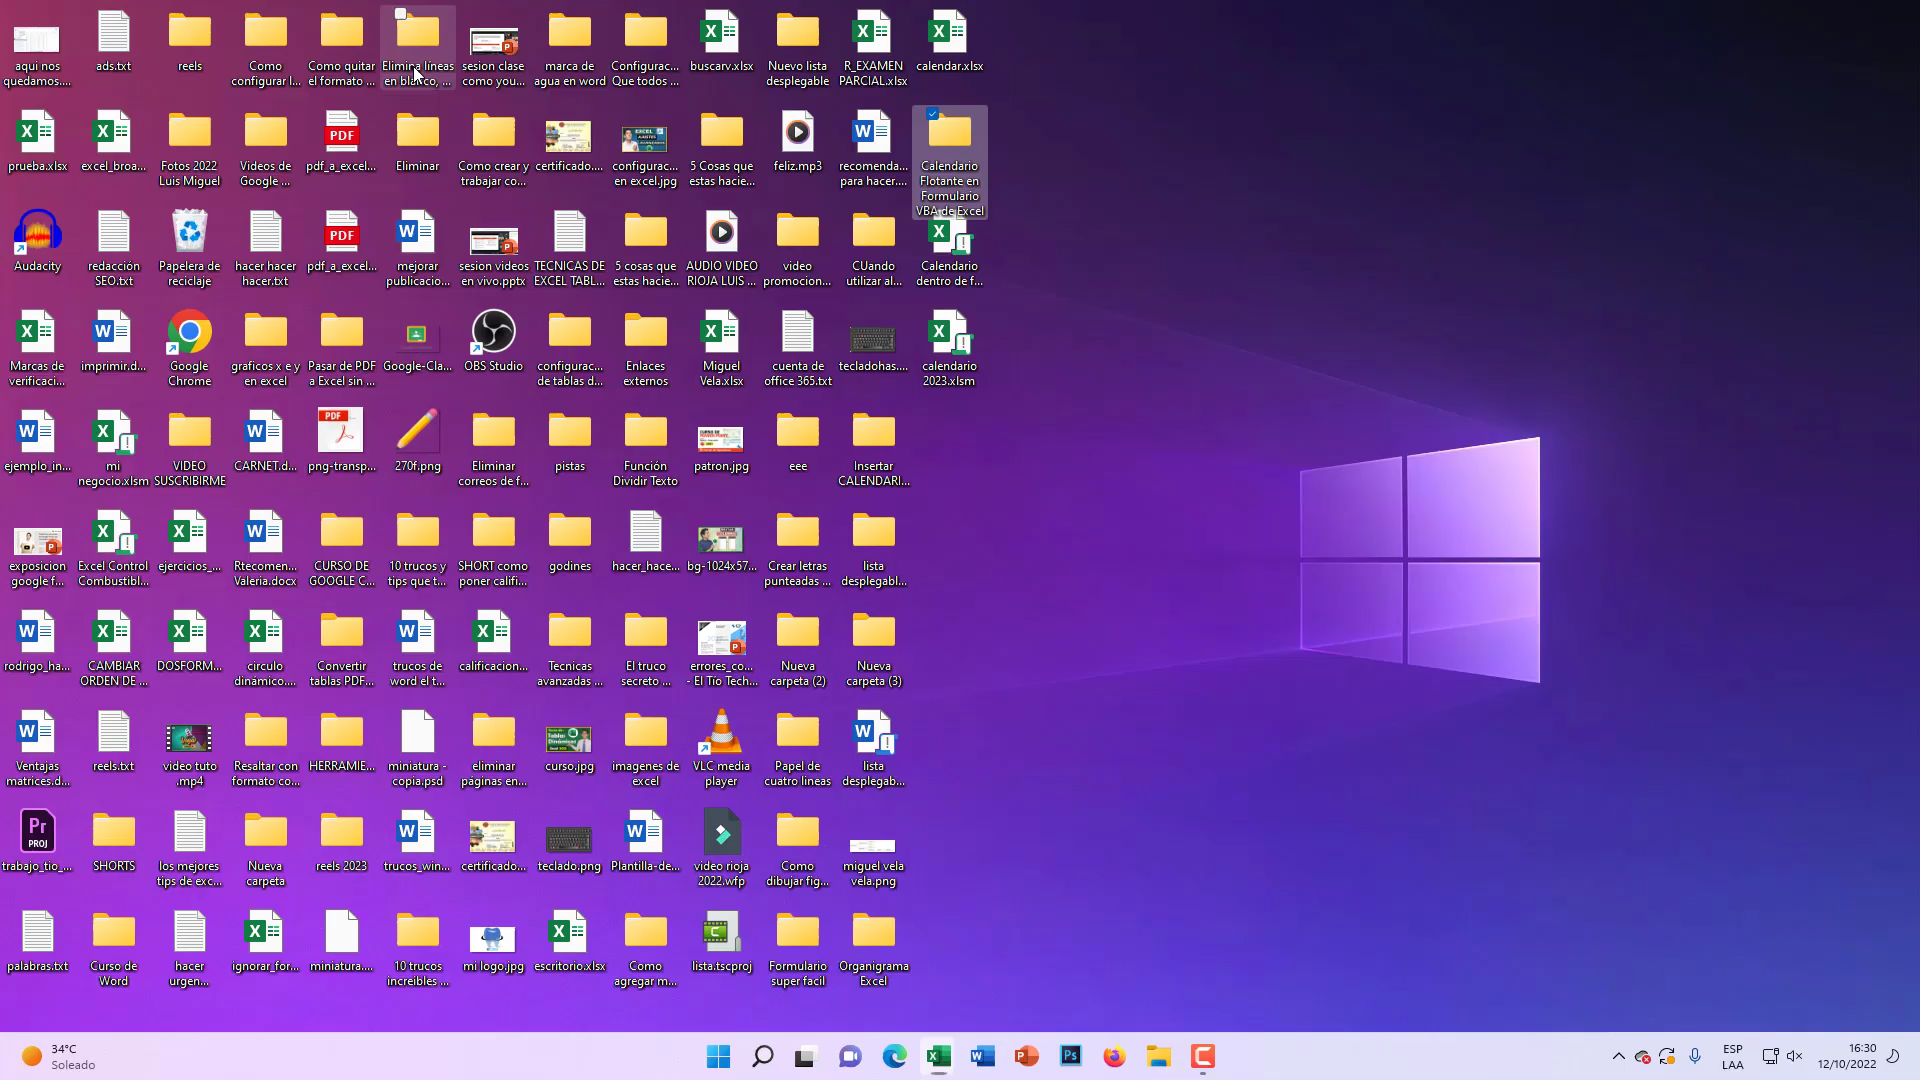 aqui nos
quedamos....
ads.txt
reels
Como
configurar l...
Como quitar
el formato ...
Elimina líneas
en blanco, ...
sesion clase
como you...
marca de
agua en word
Configurac...
Que todos ...
buscarv.xlsx
Nuevo lista
desplegable
R_EXAMEN
PARCIAL.xlsx
calendar.xlsx
prueba.xlsx
excel_broa...
Fotos 2022
Luis Miguel
Videos de
Google ...
PDF
pdf_a_excel...
Eliminar
Como crear y
trabajar co...
certificado....
configurac...
en excel.jpg
5 Cosas que
estas hacie...
feliz.mp3
recomenda...
para hacer....
Calendario
Flotante en
Formulario
VBA de Excel
Audacity
redacción
SEO.txt
Papelera de
reciclaje
hacer hacer
hacer.txt
PDF
pdf_a_excel...
mejorar
publicacio...
sesion videos
en vivo.pptx
TECNICAS DE
EXCEL TABL...
5 cosas que
estas hacie...
AUDIO VIDEO
RIOJA LUIS ...
video
promocion...
CUando
utilizar al...
Calendario
dentro de f...
Marcas de
verificaci...
imprimir.d...
Google
Chrome
graficos x e y
en excel
Pasar de PDF
a Excel sin ...
Google-Cla...
OBS Studio
configurac...
de tablas d...
Enlaces
externos
Miguel
Vela.xlsx
cuenta de
office 365.txt
tecladohas....
calendario
2023.xlsm
ejemplo_in...
mi
negocio.xlsm
VIDEO
SUSCRIBIRME
CARNET.d...
PDF
png-transp...
270f.png
Eliminar
correos de f...
pistas
Función
Dividir Texto
patron.jpg
eee
Insertar
CALENDARI...
exposicion
google f...
Excel Control
Combustibl...
ejercicios_...
Rtecomen...
Valeria.docx
CURSO DE
GOOGLE C...
10 trucos y
tips que t...
SHORT como
poner califi...
godines
hacer_hace...
bg-1024x57...
Crear letras
punteadas ...
lista
desplegabl...
rodrigo_ha...
CAMBIAR
ORDEN DE ...
DOSFORM...
circulo
dinamico....
Convertir
tablas PDF...
trucos de
word el t...
calificacion...
Tecnicas
avanzadas ...
El truco
secreto ...
errores_co...
- El Tío Tech...
Nueva
carpeta (2)
Nueva
carpeta (3)
Ventajas
matrices.d...
reels.txt
video tuto
.mp4
Resaltar con
formato co...
HERRAMIE...
miniatura -
copia.psd
eliminar
páginas en...
curso.jpg
imagenes de
excel
VLC media
player
Papel de
cuatro lineas
lista
desplegab...
Pr
PROJ
trabajo_tio_...
SHORTS
los mejores
tips de exc...
Nueva
carpeta
reels 2023
trucos_win...
certificado...
teclado.png
Plantilla-de...
video rioja
2022.wfp
Como
dibujar fig...
miguel vela
vela.png
palabras.txt
Curso de
Word
hacer
urgen...
ignorar_for...
miniatura....
10 trucos
increibles ...
mi logo.jpg
escritorio.xlsx
Como
agregar m...
lista.tscproj
Formulario
super facil
Organigrama
Excel
34°C
Soleado
ESP
LAA
16:30
12/10/2022